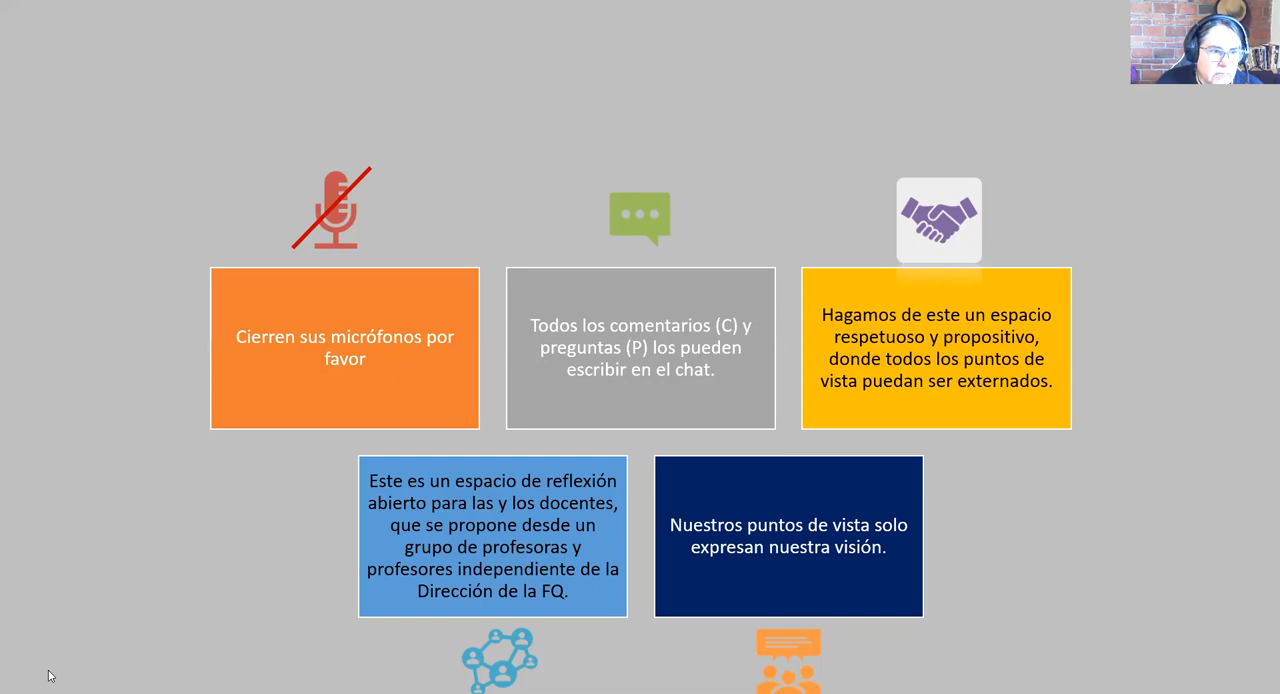 Cierren sus micrófonos por
favor
Todos los comentarios (C) y
preguntas (P) los pueden
escribir en el chat.
Hagamos de este un espacio
respetuoso y propositivo,
donde todos los puntos de
vista puedan ser externados.
Este es un espacio de reflexión
abierto para las y los docentes,
que se propone desde un
grupo de profesoras y
profesores independiente de la
Dirección de la FQ.
Nuestros puntos de vista solo
expresan nuestra visión.